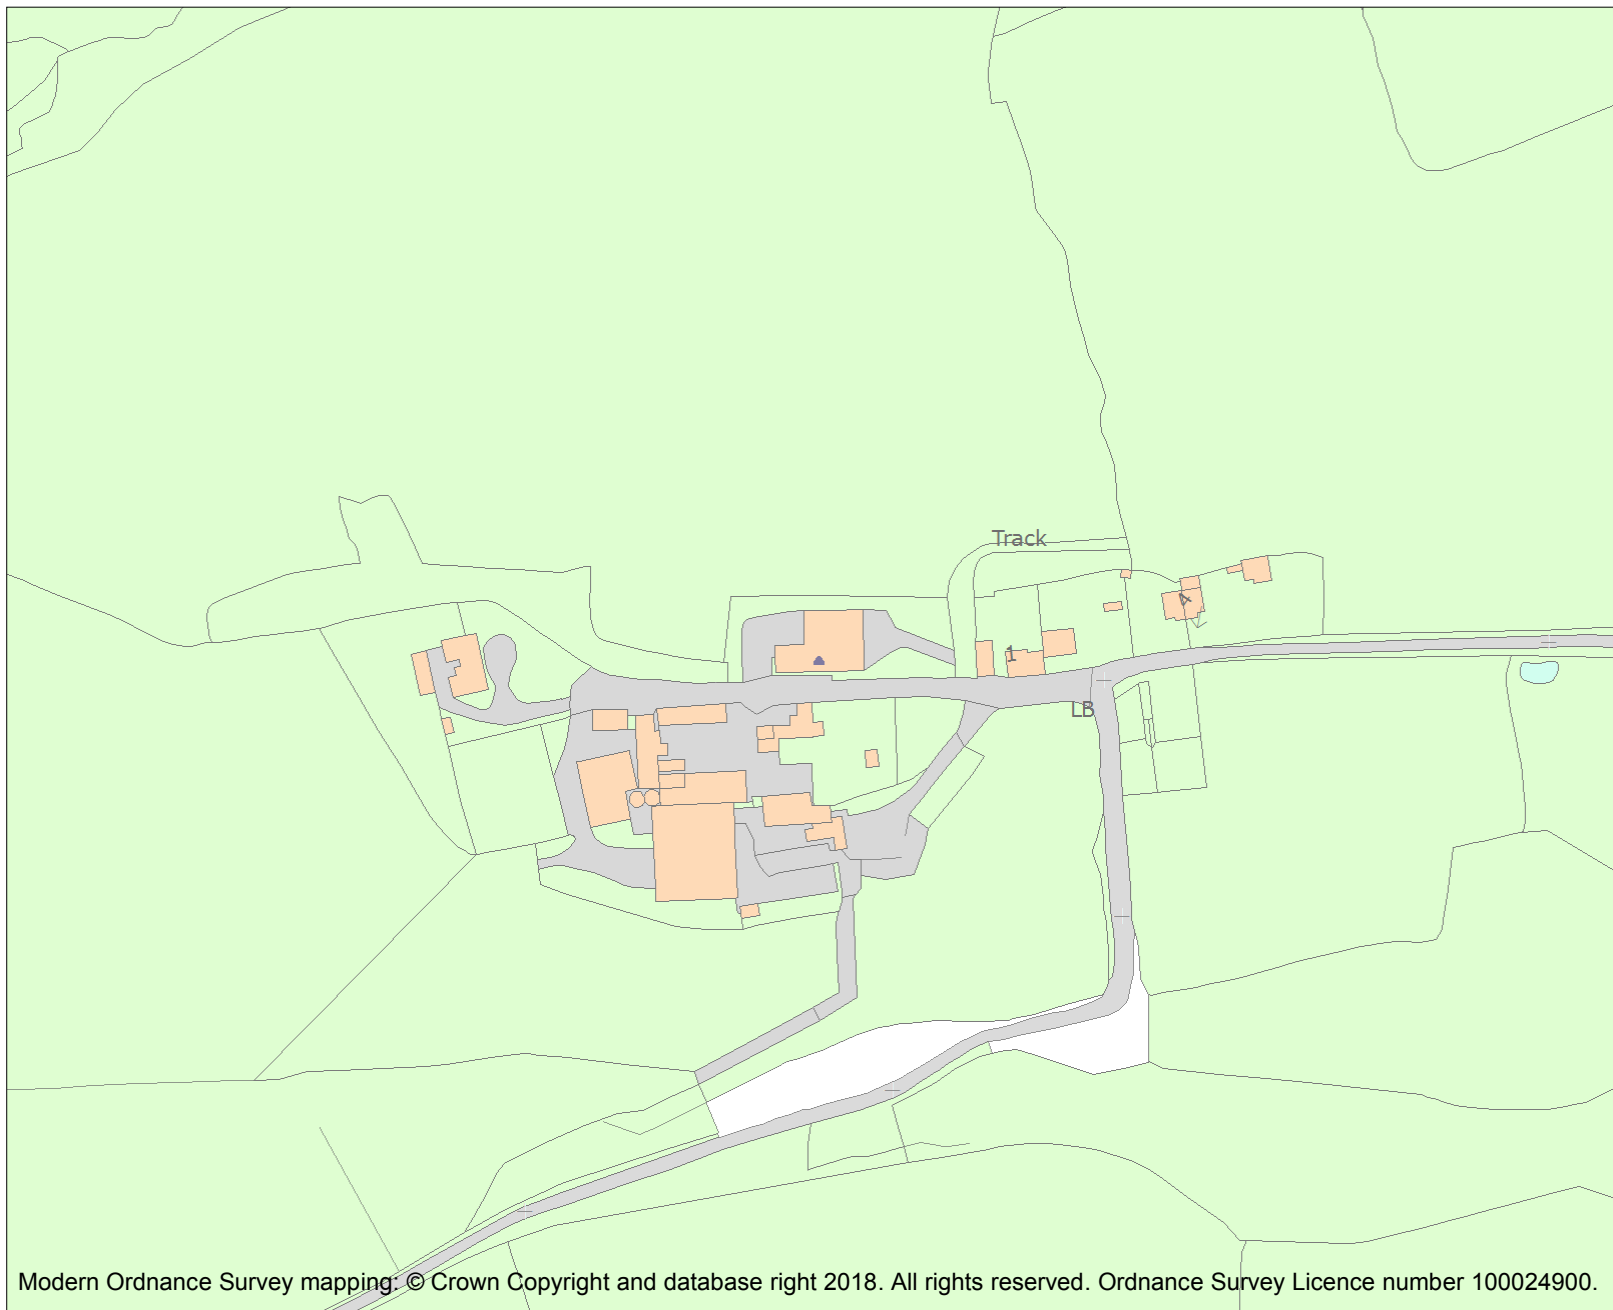 Track
4
1
LB
Modern Ordnance Survey mapping: © Crown Copyright and database right 2018. All rights reserved. Ordnance Survey Licence number 100024900.